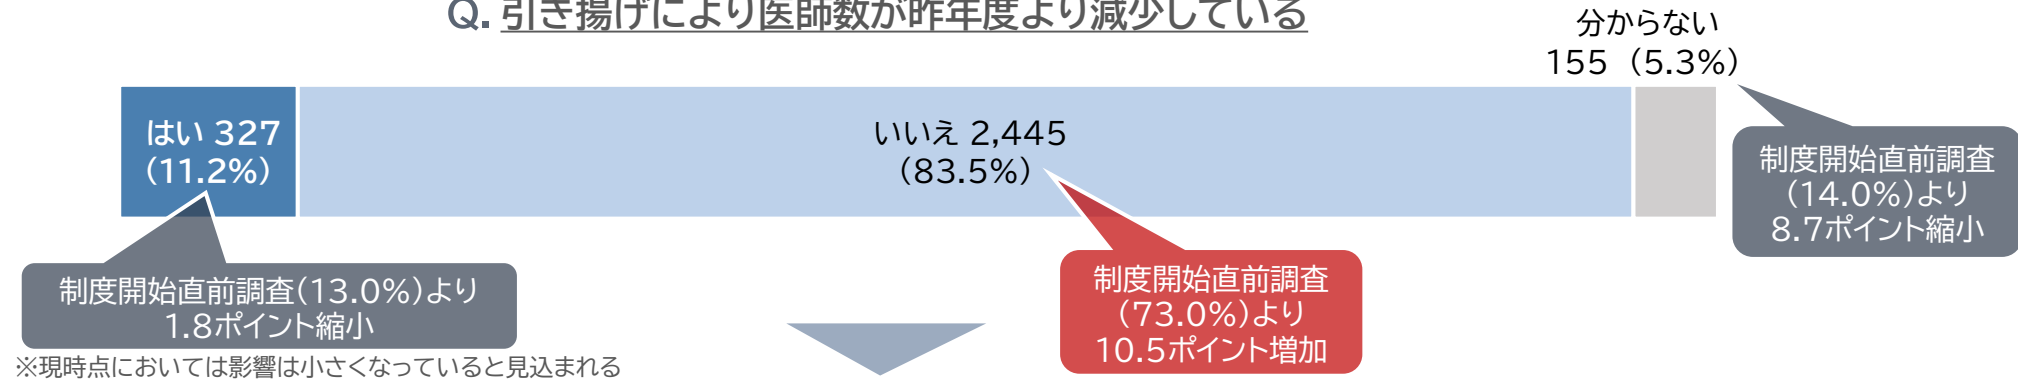 Q. 引き揚げにより医師数が昨年度より減少している
分からない
155 (5.3%)
はい 327
(11.2%)
いいえ 2,445
(83.5%)
制度開始直前調査
(14.0%)より
8.7ポイント縮小
制度開始直前調査(13.0%)より
1.8ポイント縮小
制度開始直前調査
(73.0%)より
10.5ポイント増加
※現時点においては影響は小さくなっていると見込まれる